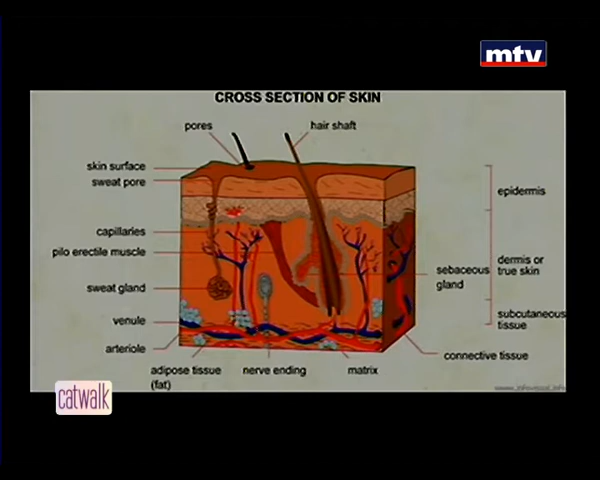 mtv
CROSS SECTION OF SKIN
pores
hair shaft
skin surface
sweat pore
epidermis
capillaries
pilo erectile muscle
dermis or
true skin
sebaceous
gland
sweat gland
subcutaneous
tissue
venule
arteriole
connective tissue
adipose tissue
(fat)
nerve ending
matrix
catwalk